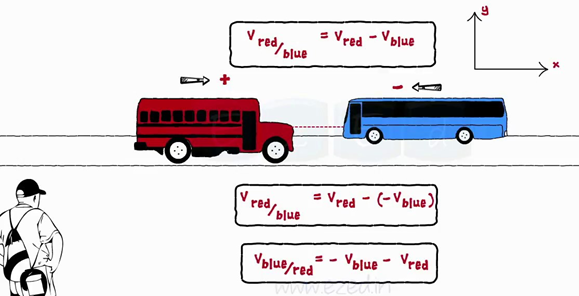 y
V red/blue = V red - V blue
x
+
-
V red/blue = V red - (-V blue)
V blue/red = - V blue - V red
www.ezed.in